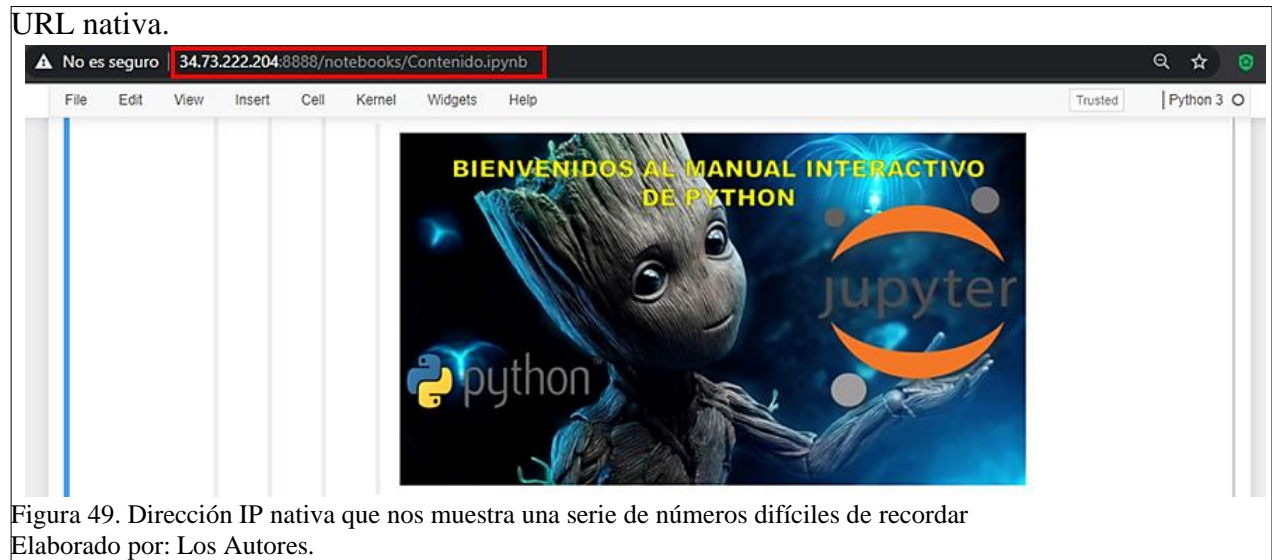 URL nativa.
No es seguro | 34.73.222.204:8888/notebooks/Contenido.ipynb
File Edit View Insert Cell Kernel Widgets Help Trusted | Python 3
BIENVENIDOS AL MANUAL INTERACTIVO
DE PYTHON
jupyter
python™
Figura 49. Dirección IP nativa que nos muestra una serie de números difíciles de recordar
Elaborado por: Los Autores.